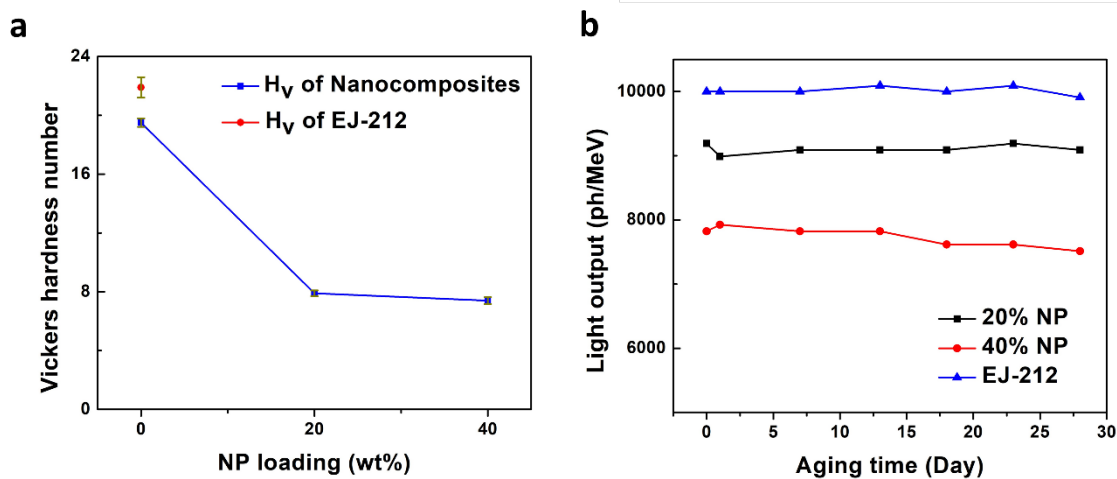 a
24
16
8
0
Vickers hardness number
H_V of Nanocomposites
H_V of EJ-212
0
20
40
NP loading (wt%)
b
10000
8000
6000
Light output (ph/MeV)
20% NP
40% NP
EJ-212
0
5
10
15
20
25
30
Aging time (Day)